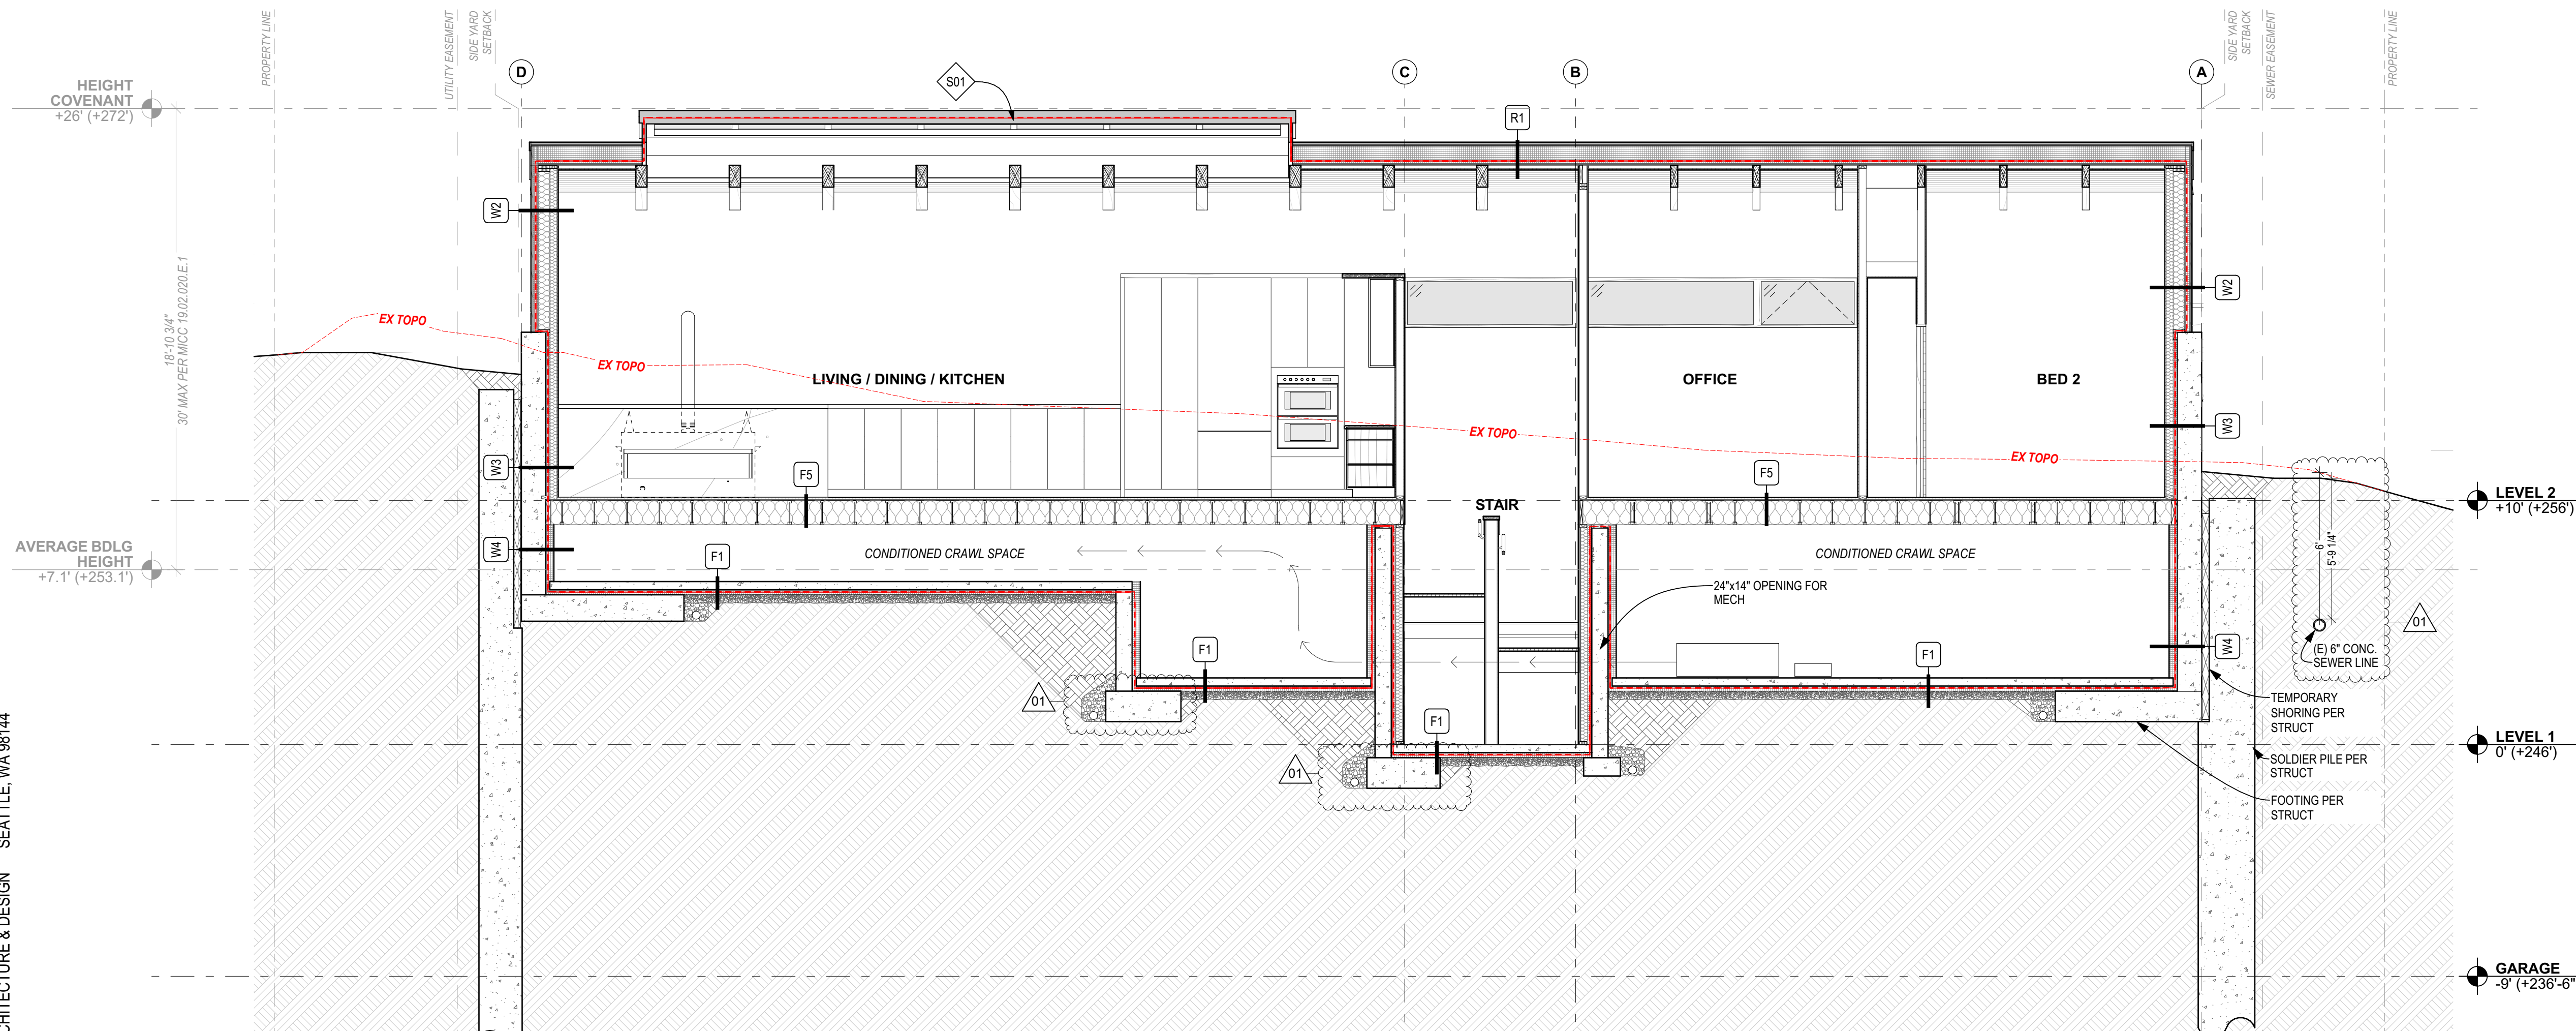 PROPERTY LINE
UTILITY EASEMENT
SIDE YARD
SETBACK
D
C
B
A
SIDE YARD
SETBACK
SEWER EASEMENT
PROPERTY LINE
HEIGHT
COVENANT
+26' (+272')
S01
R1
18'-10 3/4"
30' MAX PER MICC 19.02.020.E.1
W2
W2
EX TOPO
EX TOPO
LIVING / DINING / KITCHEN
OFFICE
BED 2
EX TOPO
EX TOPO
W3
W3
F5
F5
STAIR
LEVEL 2
+10' (+256')
AVERAGE BDLG
HEIGHT
+7.1' (+253.1')
W4
F1
CONDITIONED CRAWL SPACE
CONDITIONED CRAWL SPACE
24"x14" OPENING FOR
MECH
6'
5'-9 1/4"
01
(E) 6" CONC.
SEWER LINE
W4
F1
F1
01
TEMPORARY
SHORING PER
STRUCT
F1
01
LEVEL 1
0' (+246')
SOLDIER PILE PER
STRUCT
FOOTING PER
STRUCT
GARAGE
-9' (+236'-6"
CHITECTURE & DESIGN SEATTLE, WA 98144